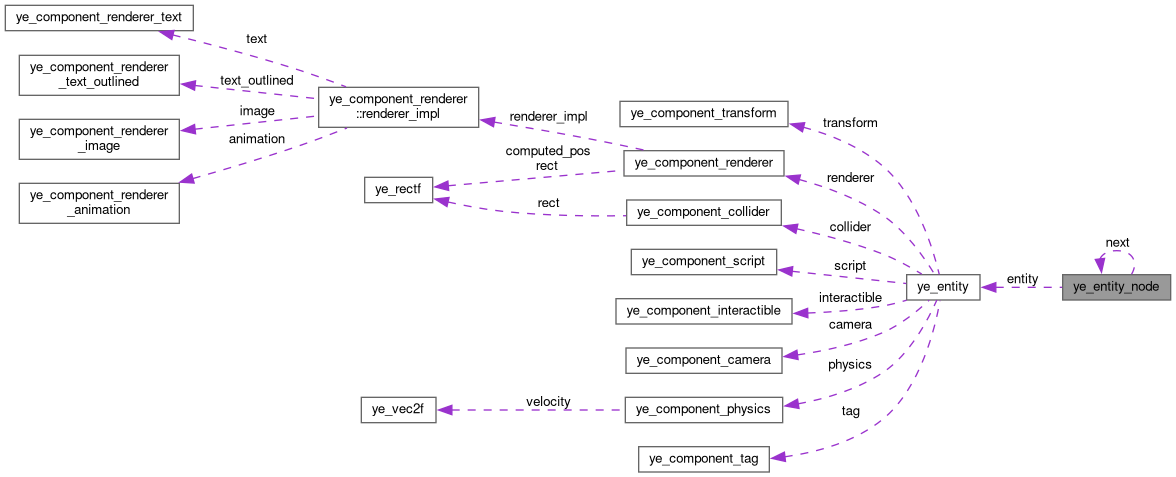 ye_component_renderer_text
text
ye_component_renderer
_text_outlined
text_outlined
ye_component_renderer
::renderer_impl
image
ye_component_renderer
_image
animation
ye_component_renderer
_animation
renderer_impl
ye_component_transform
transform
computed_pos
rect
ye_component_renderer
renderer
ye_rectf
rect
ye_component_collider
collider
ye_component_script
script
next
ye_entity
entity
ye_entity_node
ye_component_interactible
interactible
camera
ye_component_camera
physics
ye_vec2f
velocity
ye_component_physics
tag
ye_component_tag